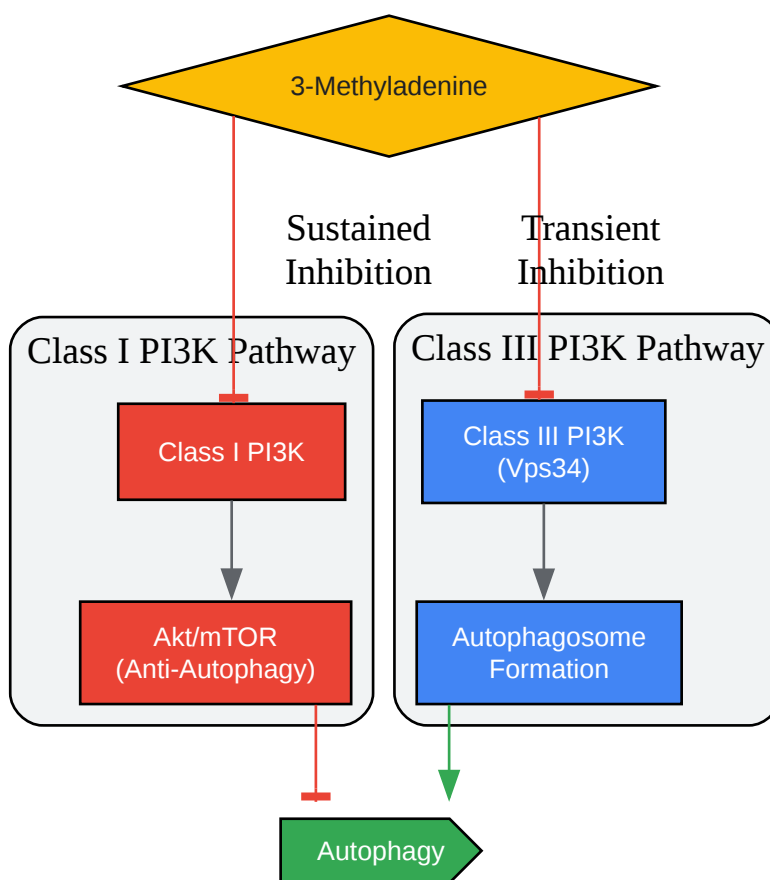 3-Methyladenine
Sustained
Inhibition
Transient
Inhibition
Class I PI3K Pathway
Class III PI3K Pathway
Class I PI3K
Class III PI3K
(Vps34)
Akt/mTOR
(Anti-Autophagy)
Autophagosome
Formation
Autophagy